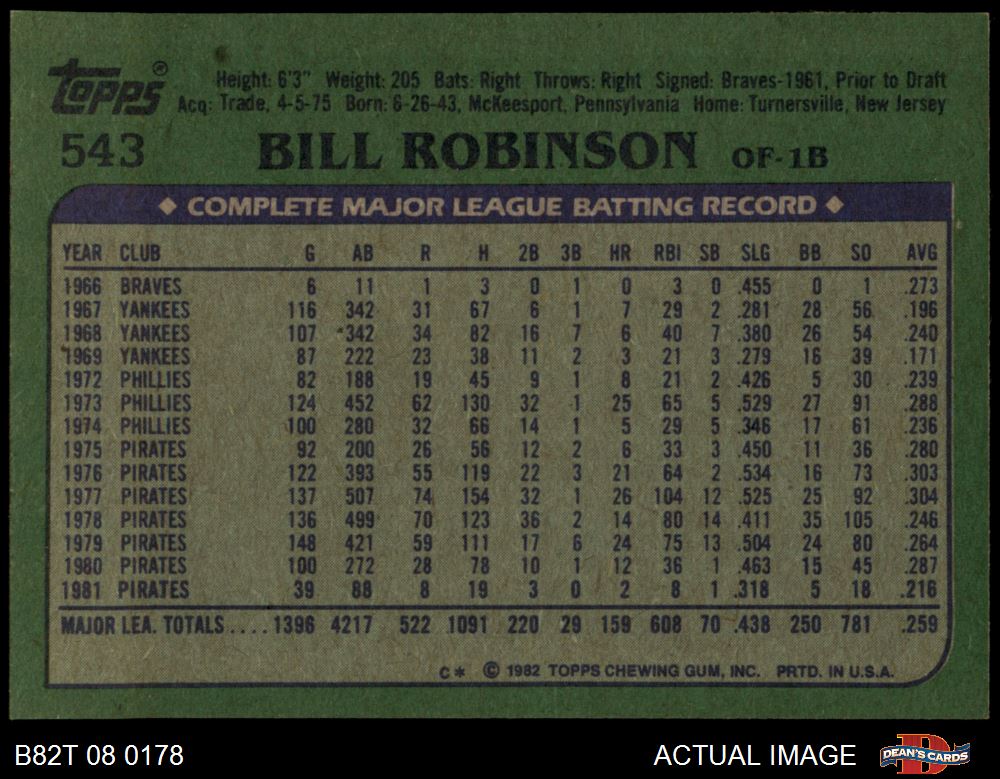 Topps® Height: 6'3" Weight: 205 Bats: Right Throws: Right Signed: Braves-1961, Prior to Draft
Acq: Trade, 4-5-75 Born: 6-26-43, McKeesport, Pennsylvania Home: Turnersville, New Jersey
543 BILL ROBINSON OF-1B
◆ COMPLETE MAJOR LEAGUE BATTING RECORD ◆
YEAR CLUB G AB R H 2B 3B HR RBI SB SLG BB SO AVG
1966 BRAVES 6 11 1 3 0 1 0 3 0 .455 0 1 .273
1967 YANKEES 116 342 31 67 6 1 7 29 2 .281 28 56 .196
1968 YANKEES 107 342 34 82 16 7 6 40 7 .380 26 54 .240
1969 YANKEES 87 222 23 38 11 2 3 21 3 .279 16 39 .171
1972 PHILLIES 82 188 19 45 9 1 8 21 2 .426 5 30 .239
1973 PHILLIES 124 452 62 130 32 1 25 65 5 .529 27 91 .288
1974 PHILLIES 100 280 32 66 14 1 5 29 5 .346 17 61 .236
1975 PIRATES 92 200 26 56 12 2 6 33 3 .450 11 36 .280
1976 PIRATES 122 393 55 119 22 3 21 64 2 .534 16 73 .303
1977 PIRATES 137 507 74 154 32 1 26 104 12 .525 25 92 .304
1978 PIRATES 136 499 70 123 36 2 14 80 14 .411 35 105 .246
1979 PIRATES 148 421 59 111 17 6 24 75 13 .504 24 80 .264
1980 PIRATES 100 272 28 78 10 1 12 36 1 .463 15 45 .287
1981 PIRATES 39 88 8 19 3 0 2 8 1 .318 5 18 .216
MAJOR LEA. TOTALS.... 1396 4217 522 1091 220 29 159 608 70 .438 250 781 .259
C* © 1982 TOPPS CHEWING GUM, INC. PRTD. IN U.S.A.
B82T 08 0178 ACTUAL IMAGE D DEAN'S CARDS